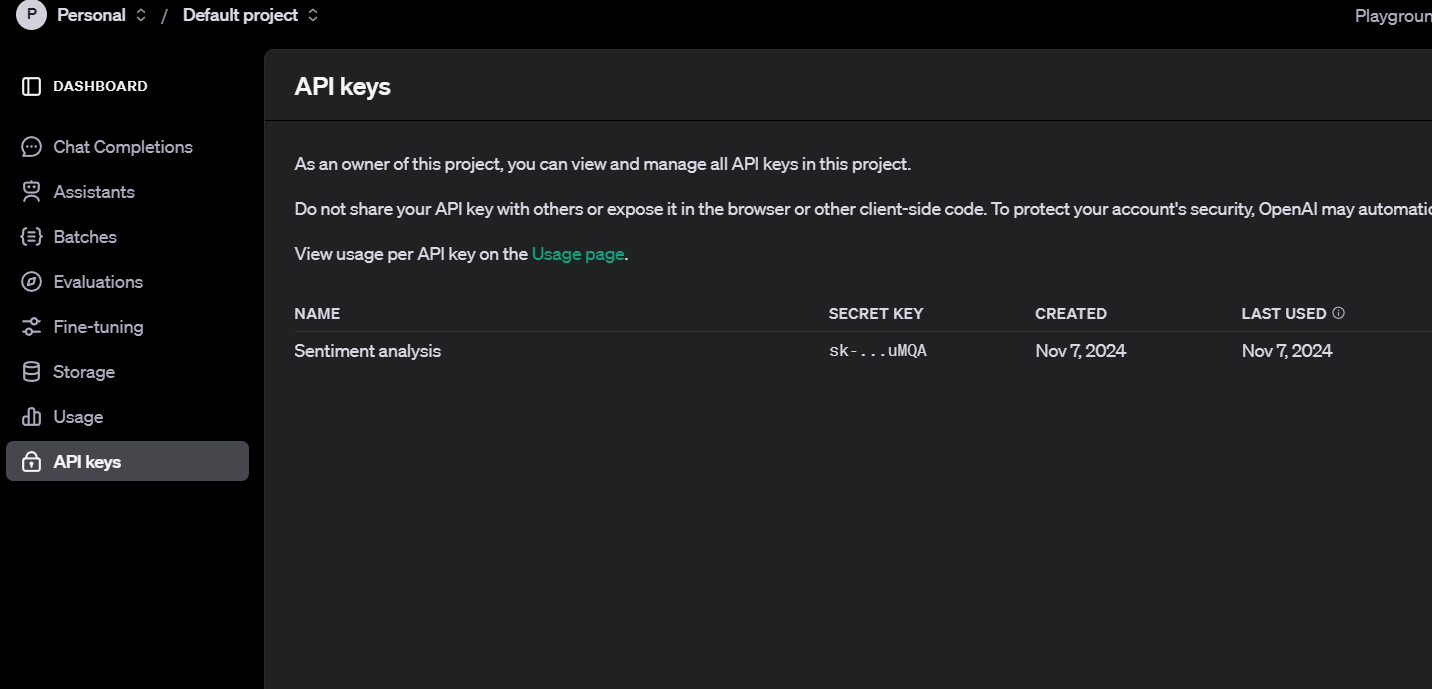 P Personal / Default project
Playgroun
DASHBOARD
Chat Completions
Assistants
Batches
Evaluations
Fine-tuning
Storage
Usage
API keys
API keys
As an owner of this project, you can view and manage all API keys in this project.
Do not share your API key with others or expose it in the browser or other client-side code. To protect your account's security, OpenAI may automatic
View usage per API key on the Usage page.
NAME SECRET KEY CREATED LAST USED
Sentiment analysis sk-...uMQA Nov 7, 2024 Nov 7, 2024